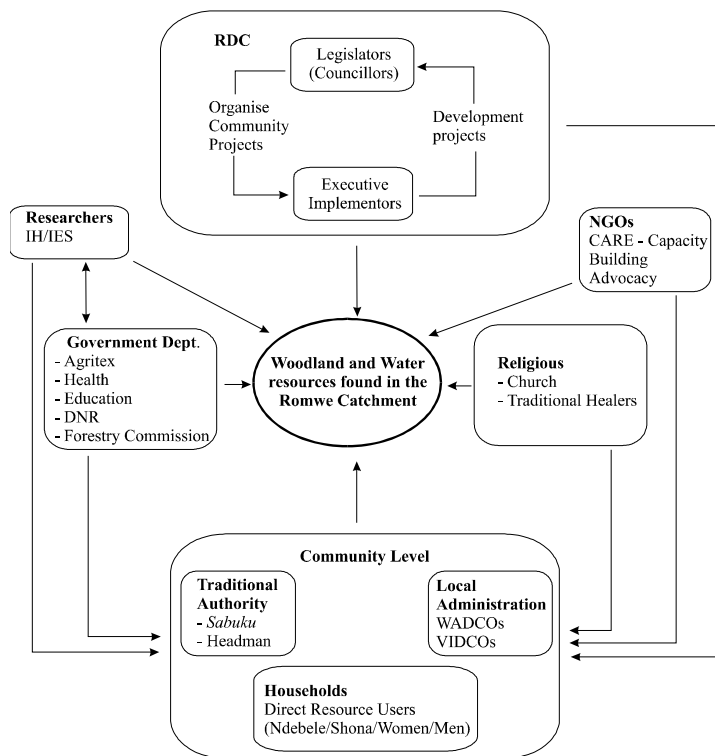 RDC
Legislators
(Councillors)
Organise
Community
Projects
Development
projects
Executive
Implementors
Researchers
IH/IES
NGOs
CARE - Capacity
Building
Advocacy
Government Dept.
- Agritex
- Health
- Education
- DNR
- Forestry Commission
Woodland and Water
resources found in the
Romwe Catchment
Religious
- Church
- Traditional Healers
Community Level
Traditional
Authority
- Sabuku
- Headman
Local
Administration
WADCOs
VIDCOs
Households
Direct Resource Users
(Ndebele/Shona/Women/Men)